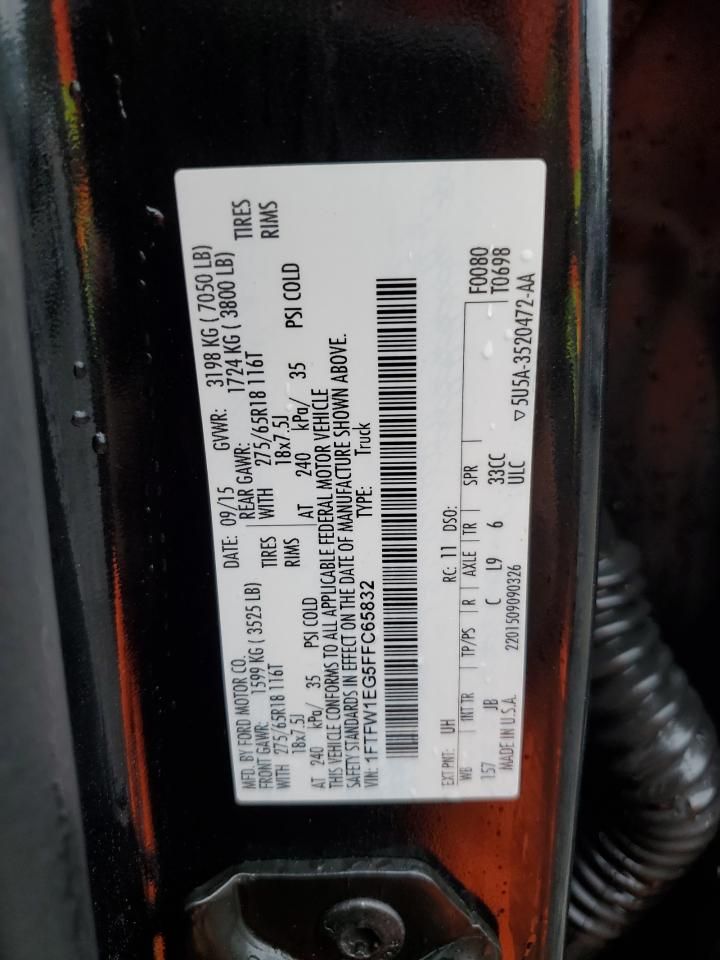 MFD. BY FORD MOTOR CO. DATE: 09/15 GVWR: 3198 KG ( 7050 LB)
FRONT GAWR: 1599 KG ( 3525 LB) REAR GAWR: 1724 KG ( 3800 LB)
WITH 275/65R18 116T TIRES WITH 275/65R18 116T TIRES
18x7.5J RIMS 18x7.5J RIMS
AT 240 kPa/ 35 PSI COLD AT 240 kPa/ 35 PSI COLD
THIS VEHICLE CONFORMS TO ALL APPLICABLE FEDERAL MOTOR VEHICLE
SAFETY STANDARDS IN EFFECT ON THE DATE OF MANUFACTURE SHOWN ABOVE.
VIN: 1FTFW1EG5FFC65832 TYPE: Truck
EXT PNT: UH RC: 11 DSO:
WB INT TR TP/PS R AXLE TR SPR F0080
157 JB C L9 6 33CC T0698
MADE IN U.S.A. 2201509090326 ULC ▽5U5A-3520472-AA